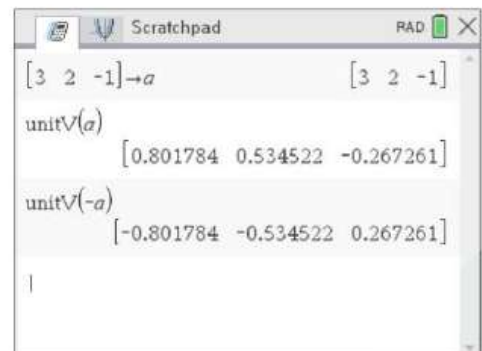 Scratchpad RAD
[3 2 -1]→a [3 2 -1]
unitV(a)
[0.801784 0.534522 -0.267261]
unitV(-a)
[-0.801784 -0.534522 0.267261]